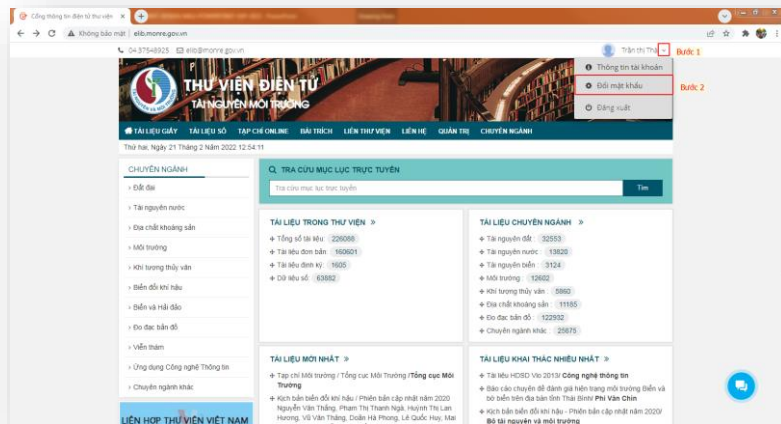 Cổng thông tin điện tử thư viện
Không bảo mật | elib.monre.gov.vn
04.37548925 elib@monre.gov.vn
Trần thị Thả
Bước 1
Thông tin tài khoản
Đổi mật khẩu
Bước 2
Đăng xuất
THƯ VIỆN ĐIỆN TỬ
TÀI NGUYÊN MÔI TRƯỜNG
TÀI LIỆU GIẤY TÀI LIỆU SỐ TẠP CHÍ ONLINE BÀI TRÍCH LIÊN THƯ VIỆN LIÊN HỆ QUẢN TRỊ CHUYÊN NGÀNH
Thứ hai, Ngày 21 Tháng 2 Năm 2022 12:54:11
CHUYÊN NGÀNH
› Đất đai
› Tài nguyên nước
› Địa chất khoáng sản
› Môi trường
› Khí tượng thủy văn
› Biến đổi khí hậu
› Biển và Hải đảo
› Đo đạc bản đồ
› Viễn thám
› Ứng dụng Công nghệ Thông tin
› Chuyên ngành khác
LIÊN HỢP THƯ VIỆN VIỆT NAM
TRA CỨU MỤC LỤC TRỰC TUYẾN
Tra cứu mục lục trực tuyến
Tìm
TÀI LIỆU TRONG THƯ VIỆN »
Tổng số tài liệu: 226088
Tài liệu đơn bản: 160601
Tài liệu định kỳ: 1605
Dữ liệu số: 63882
TÀI LIỆU CHUYÊN NGÀNH »
Tài nguyên đất : 32553
Tài nguyên nước : 13828
Tài nguyên biển : 3124
Môi trường : 12602
Khí tượng thủy văn : 5860
Địa chất khoáng sản : 11185
Đo đạc bản đồ : 122932
Chuyên ngành khác : 25675
TÀI LIỆU MỚI NHẤT »
Tạp chí Môi trường / Tổng cục Môi Trường /Tổng cục Môi
Trường
Kịch bản biến đổi khí hậu / Phiên bản cập nhật năm 2020
Nguyễn Văn Thắng, Phạm Thị Thanh Ngà, Huỳnh Thị Lan
Hương, Vũ Văn Thăng, Doãn Hà Phong, Lê Quốc Huy, Mai
TÀI LIỆU KHAI THÁC NHIỀU NHẤT »
Tài liệu HDSD Vio 2013/ Công nghệ thông tin
Báo cáo chuyên đề đánh giá hiện trạng môi trường Biển và
bờ biển trên địa bàn tỉnh Thái Bình/ Phí Văn Chín
Kịch bản biến đổi khí hậu - Phiên bản cập nhật năm 2020/
Bộ tài nguyên và môi trường